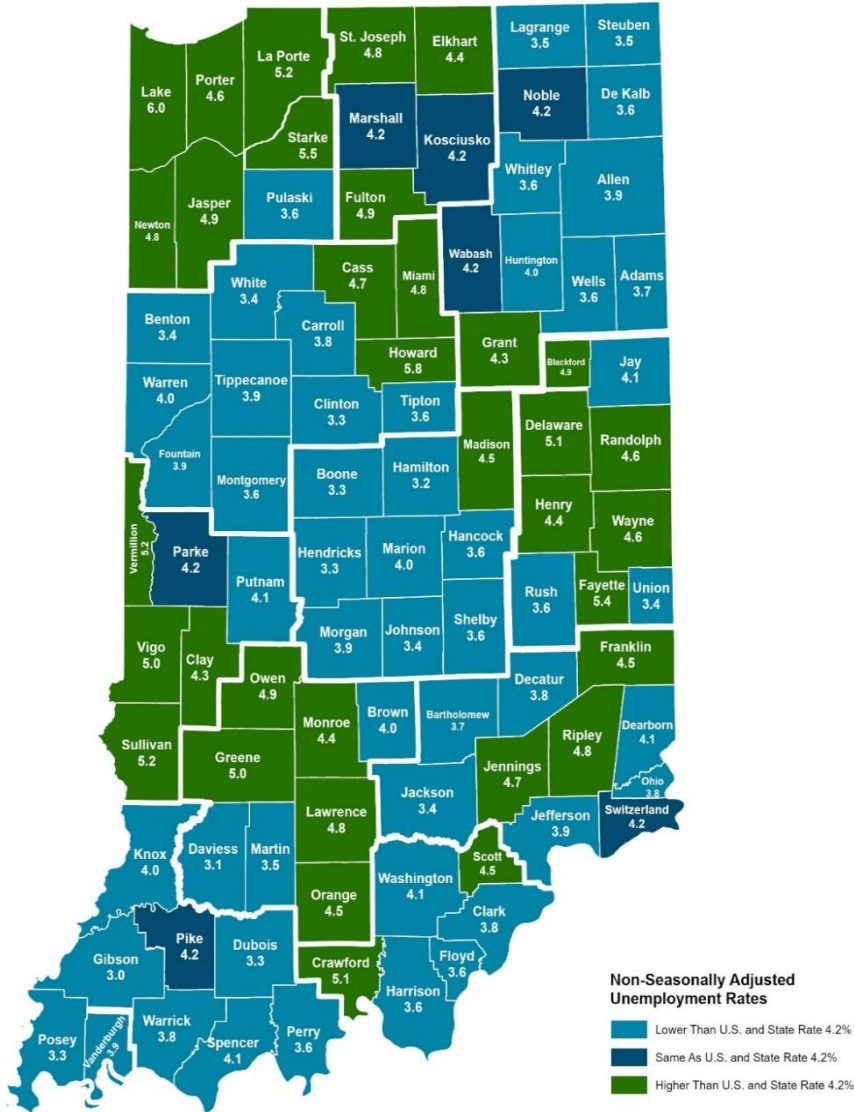 St. Joseph
4.8
Elkhart
4.4
Lagrange
3.5
Steuben
3.5
La Porte
5.2
Porter
4.6
Lake
6.0
Noble
4.2
De Kalb
3.6
Marshall
4.2
Kosciusko
4.2
Starke
5.5
Whitley
3.6
Allen
3.9
Pulaski
3.6
Fulton
4.9
Jasper
4.9
Newton
4.8
Wabash
4.2
Huntington
4.0
Wells
3.6
Adams
3.7
White
3.4
Cass
4.7
Miami
4.8
Benton
3.4
Carroll
3.8
Howard
5.8
Grant
4.3
Blackford
4.9
Jay
4.1
Warren
4.0
Tippecanoe
3.9
Clinton
3.3
Tipton
3.6
Madison
4.5
Delaware
5.1
Randolph
4.6
Fountain
3.9
Montgomery
3.6
Boone
3.3
Hamilton
3.2
Henry
4.4
Wayne
4.6
Vermillion
5.2
Parke
4.2
Putnam
4.1
Hendricks
3.3
Marion
4.0
Hancock
3.6
Rush
3.6
Fayette
5.4
Union
3.4
Morgan
3.9
Johnson
3.4
Shelby
3.6
Vigo
5.0
Clay
4.3
Owen
4.9
Franklin
4.5
Decatur
3.8
Monroe
4.4
Brown
4.0
Bartholomew
3.7
Dearborn
4.1
Ripley
4.8
Sullivan
5.2
Greene
5.0
Jennings
4.7
Ohio
3.8
Jackson
3.4
Lawrence
4.8
Jefferson
3.9
Switzerland
4.2
Knox
4.0
Daviess
3.1
Martin
3.5
Scott
4.5
Washington
4.1
Orange
4.5
Clark
3.8
Pike
4.2
Dubois
3.3
Gibson
3.0
Crawford
5.1
Floyd
3.6
Harrison
3.6
Posey
3.3
Vanderburgh
3.9
Warrick
3.8
Spencer
4.1
Perry
3.6
Non-Seasonally Adjusted
Unemployment Rates
Lower Than U.S. and State Rate 4.2%
Same As U.S. and State Rate 4.2%
Higher Than U.S. and State Rate 4.2%